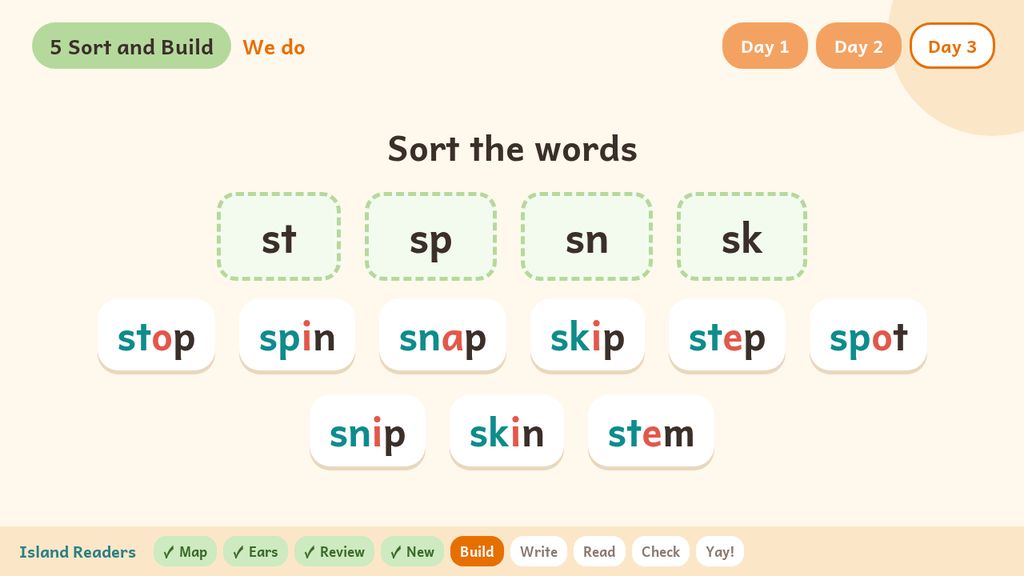 5 Sort and Build We do Day 1 Day 2 Day 3
Sort the words
st sp sn sk
stop spin snap skip step spot
snip skin stem
Island Readers ✓ Map ✓ Ears ✓ Review ✓ New Build Write Read Check Yay!